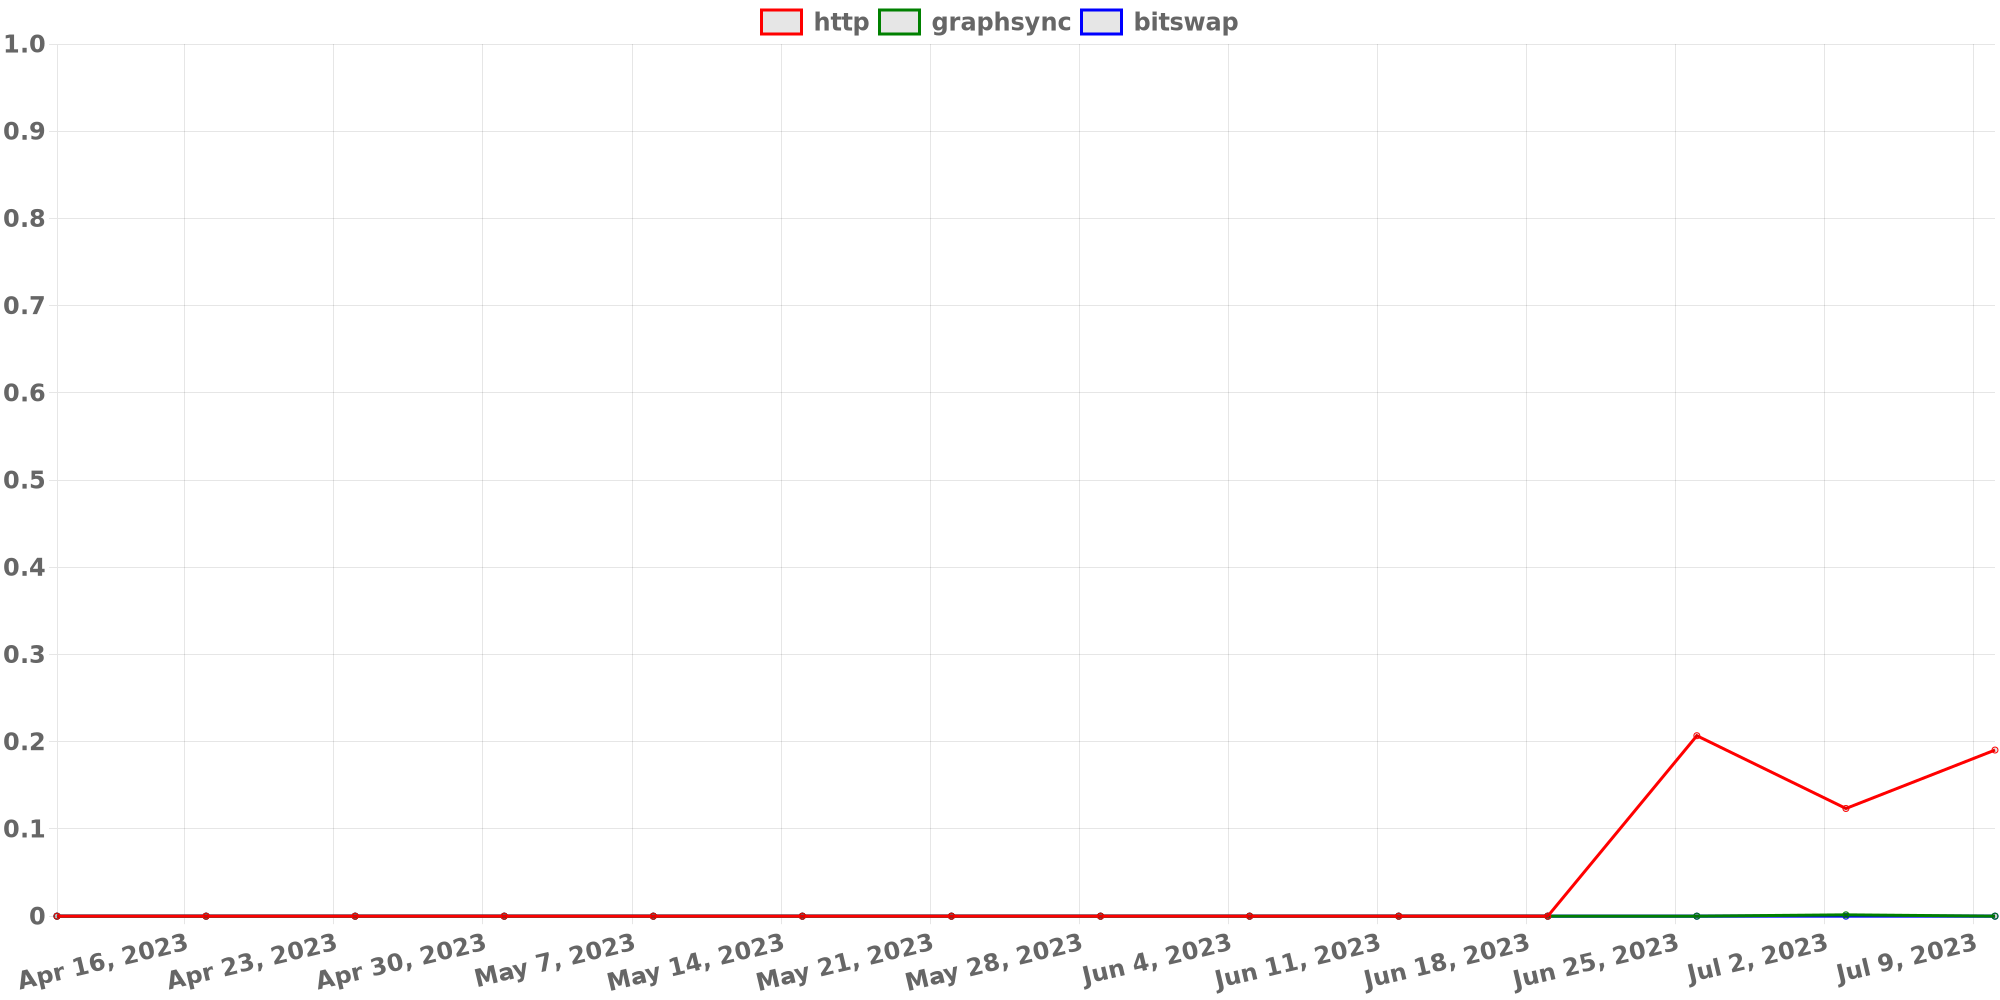 http graphsync bitswap
1.0
0.9
0.8
0.7
0.6
0.5
0.4
0.3
0.2
0.1
0
Apr 16, 2023
Apr 23, 2023
Apr 30, 2023
May 7, 2023
May 14, 2023
May 21, 2023
May 28, 2023
Jun 4, 2023
Jun 11, 2023
Jun 18, 2023
Jun 25, 2023
Jul 2, 2023
Jul 9, 2023